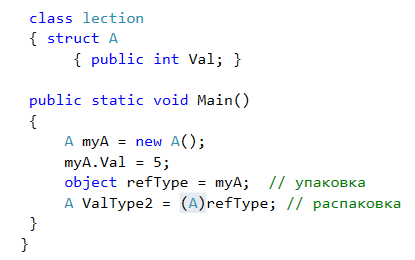 class lection
{ struct A
{ public int Val; }
public static void Main()
{
A myA = new A();
myA.Val = 5;
object refType = myA;  // упаковка
A ValType2 = (A)refType; // распаковка
}
}